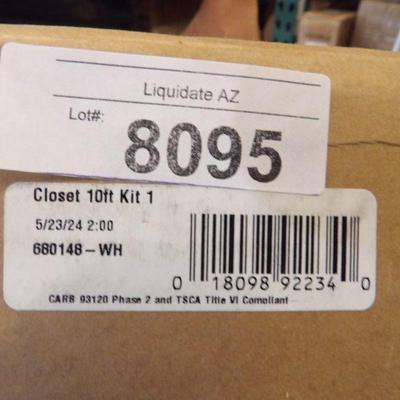 Liquidate AZ
Lot#:
8095
Closet 10ft Kit 1
5/23/24 2:00
680148-WH
0 18098 92234 0
CARB 93120 Phase 2 and TSCA Title VI Compliant